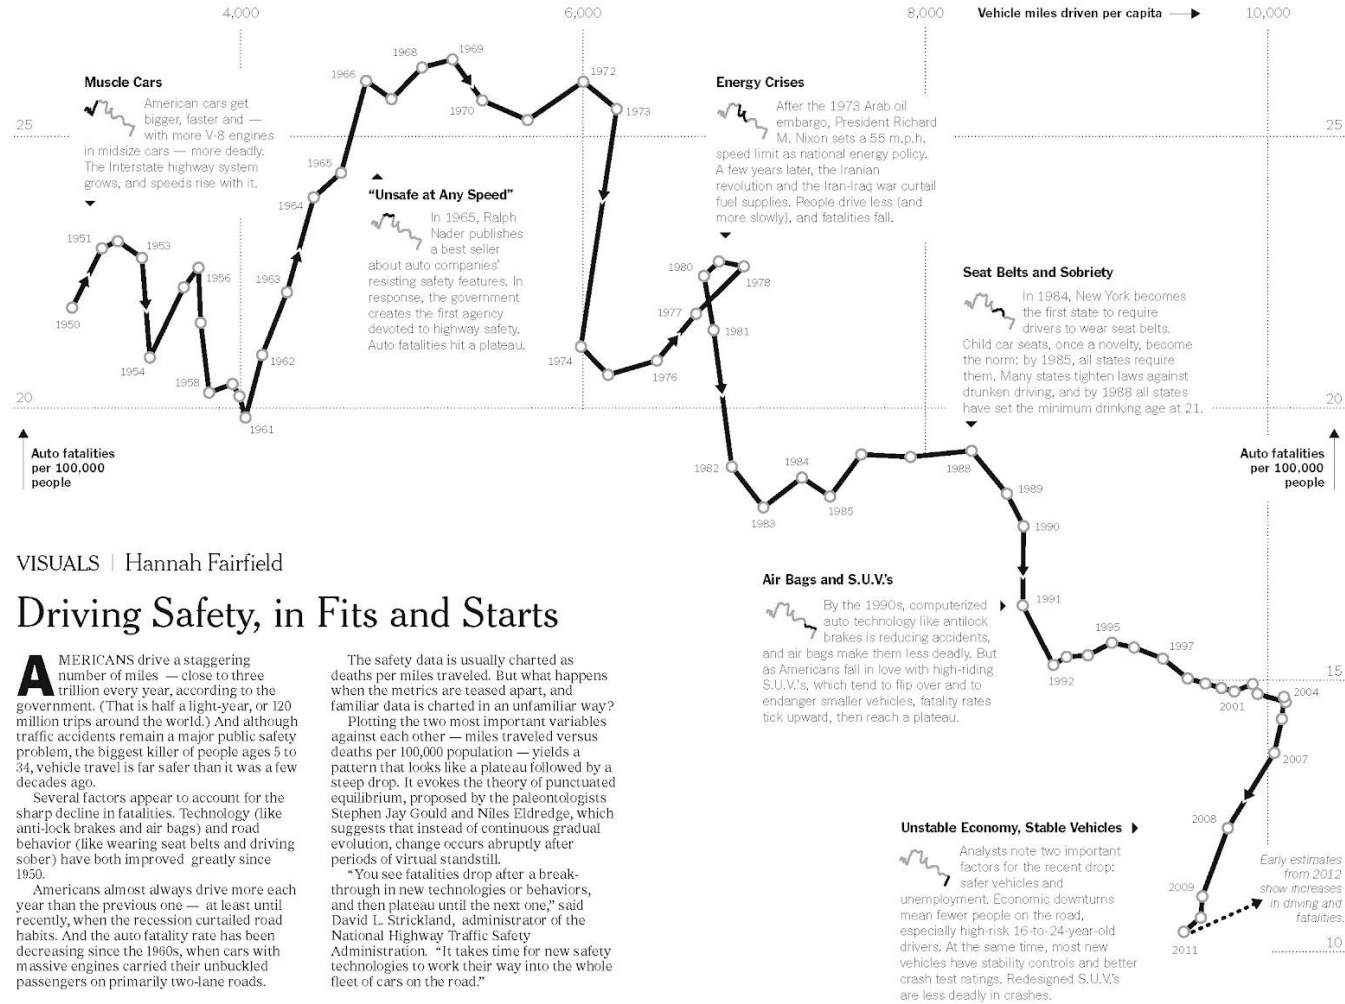 4,000
6,000
8,000
Vehicle miles driven per capita
10,000
25
25
20
20
15
10
Auto fatalities
per 100,000
people
Auto fatalities
per 100,000
people
Muscle Cars
American cars get
bigger, faster and —
with more V-8 engines
in midsize cars — more deadly.
The Interstate highway system
grows, and speeds rise with it.
"Unsafe at Any Speed"
In 1965, Ralph
Nader publishes
a best seller
about auto companies'
resisting safety features. In
response, the government
creates the first agency
devoted to highway safety.
Auto fatalities hit a plateau.
Energy Crises
After the 1973 Arab oil
embargo, President Richard
M. Nixon sets a 55 m.p.h.
speed limit as national energy policy.
A few years later, the Iranian
revolution and the Iran-Iraq war curtail
fuel supplies. People drive less (and
more slowly), and fatalities fall.
Seat Belts and Sobriety
In 1984, New York becomes
the first state to require
drivers to wear seat belts.
Child car seats, once a novelty, become
the norm: by 1985, all states require
them. Many states tighten laws against
drunken driving, and by 1988 all states
have set the minimum drinking age at 21.
Air Bags and S.U.V.'s
By the 1990s, computerized
auto technology like antilock
brakes is reducing accidents,
and air bags make them less deadly. But
as Americans fall in love with high-riding
S.U.V.'s, which tend to flip over and to
endanger smaller vehicles, fatality rates
tick upward, then reach a plateau.
Unstable Economy, Stable Vehicles
Analysts note two important
factors for the recent drop:
safer vehicles and
unemployment. Economic downturns
mean fewer people on the road,
especially high-risk 16-to-24-year-old
drivers. At the same time, most new
vehicles have stability controls and better
crash test ratings. Redesigned S.U.V.'s
are less deadly in crashes.
Early estimates
from 2012
show increases
in driving and
fatalities.
1950
1951
1953
1954
1956
1958
1961
1962
1963
1964
1965
1966
1968
1969
1970
1972
1973
1974
1976
1977
1978
1980
1981
1982
1983
1984
1985
1988
1989
1990
1991
1992
1995
1997
2001
2004
2007
2008
2009
2011
VISUALS | Hannah Fairfield
Driving Safety, in Fits and Starts
AMERICANS drive a staggering
number of miles — close to three
trillion every year, according to the
government. (That is half a light-year, or 120
million trips around the world.) And although
traffic accidents remain a major public safety
problem, the biggest killer of people ages 5 to
34, vehicle travel is far safer than it was a few
decades ago.
Several factors appear to account for the
sharp decline in fatalities. Technology (like
anti-lock brakes and air bags) and road
behavior (like wearing seat belts and driving
sober) have both improved greatly since
1950.
Americans almost always drive more each
year than the previous one — at least until
recently, when the recession curtailed road
habits. And the auto fatality rate has been
decreasing since the 1960s, when cars with
massive engines carried their unbuckled
passengers on primarily two-lane roads.
The safety data is usually charted as
deaths per miles traveled. But what happens
when the metrics are teased apart, and
familiar data is charted in an unfamiliar way?
Plotting the two most important variables
against each other — miles traveled versus
deaths per 100,000 population — yields a
pattern that looks like a plateau followed by a
steep drop. It evokes the theory of punctuated
equilibrium, proposed by the paleontologists
Stephen Jay Gould and Niles Eldredge, which
suggests that instead of continuous gradual
evolution, change occurs abruptly after
periods of virtual standstill.
"You see fatalities drop after a break-
through in new technologies or behaviors,
and then plateau until the next one," said
David L. Strickland, administrator of the
National Highway Traffic Safety
Administration. "It takes time for new safety
technologies to work their way into the whole
fleet of cars on the road."